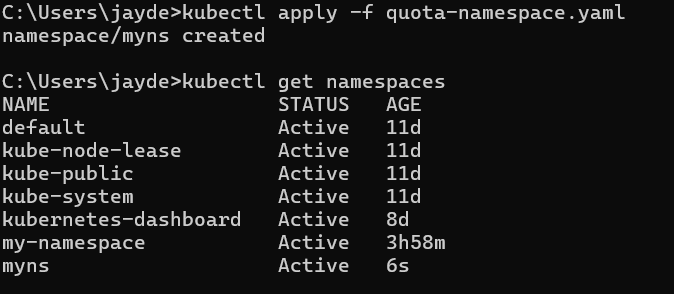 C:\Users\jayde>kubectl apply -f quota-namespace.yaml
namespace/myns created
C:\Users\jayde>kubectl get namespaces
NAME                   STATUS   AGE
default                Active   11d
kube-node-lease        Active   11d
kube-public            Active   11d
kube-system            Active   11d
kubernetes-dashboard   Active   8d
my-namespace           Active   3h58m
myns                   Active   6s